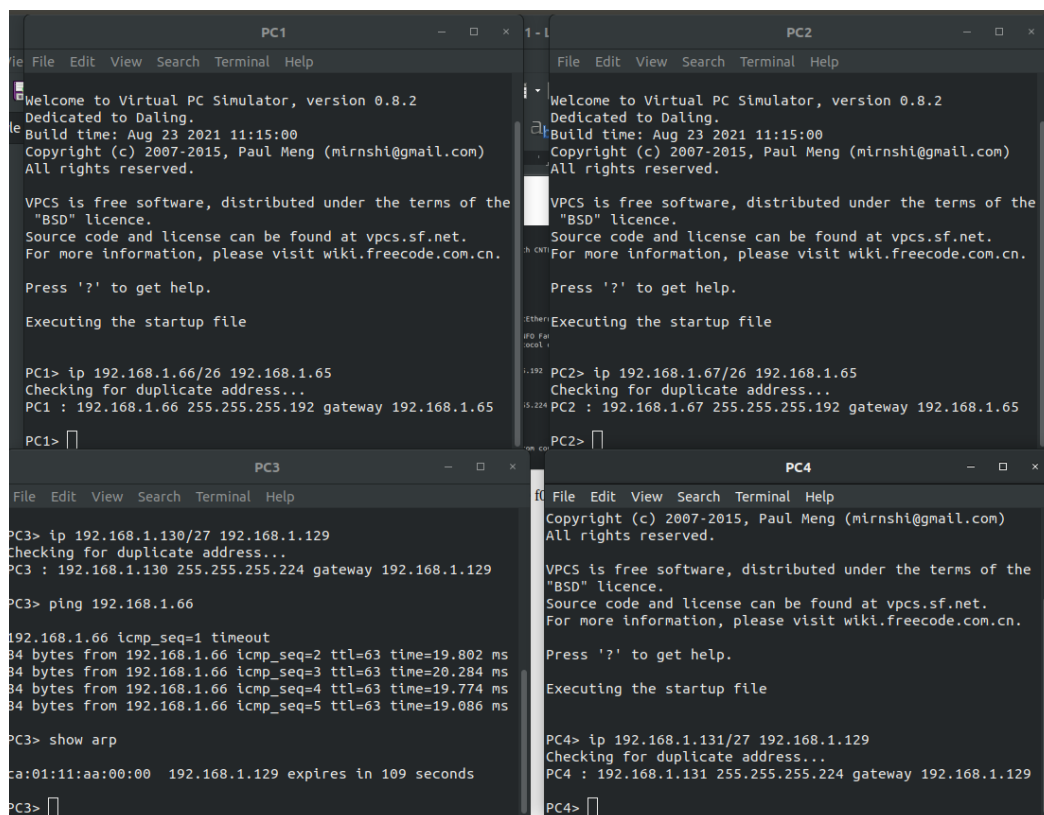 PC1
File Edit View Search Terminal Help
Welcome to Virtual PC Simulator, version 0.8.2
Dedicated to Daling.
Build time: Aug 23 2021 11:15:00
Copyright (c) 2007-2015, Paul Meng (mirnshi@gmail.com)
All rights reserved.
VPCS is free software, distributed under the terms of the
"BSD" licence.
Source code and license can be found at vpcs.sf.net.
For more information, please visit wiki.freecode.com.cn.
Press '?' to get help.
Executing the startup file
PC1> ip 192.168.1.66/26 192.168.1.65
Checking for duplicate address...
PC1 : 192.168.1.66 255.255.255.192 gateway 192.168.1.65
PC1>
PC2
File Edit View Search Terminal Help
Welcome to Virtual PC Simulator, version 0.8.2
Dedicated to Daling.
Build time: Aug 23 2021 11:15:00
Copyright (c) 2007-2015, Paul Meng (mirnshi@gmail.com)
All rights reserved.
VPCS is free software, distributed under the terms of the
"BSD" licence.
Source code and license can be found at vpcs.sf.net.
For more information, please visit wiki.freecode.com.cn.
Press '?' to get help.
Executing the startup file
PC2> ip 192.168.1.67/26 192.168.1.65
Checking for duplicate address...
PC2 : 192.168.1.67 255.255.255.192 gateway 192.168.1.65
PC2>
PC3
File Edit View Search Terminal Help
PC3> ip 192.168.1.130/27 192.168.1.129
Checking for duplicate address...
PC3 : 192.168.1.130 255.255.255.224 gateway 192.168.1.129
PC3> ping 192.168.1.66
192.168.1.66 icmp_seq=1 timeout
84 bytes from 192.168.1.66 icmp_seq=2 ttl=63 time=19.802 ms
84 bytes from 192.168.1.66 icmp_seq=3 ttl=63 time=20.284 ms
84 bytes from 192.168.1.66 icmp_seq=4 ttl=63 time=19.774 ms
84 bytes from 192.168.1.66 icmp_seq=5 ttl=63 time=19.086 ms
PC3> show arp
ca:01:11:aa:00:00 192.168.1.129 expires in 109 seconds
PC3>
PC4
File Edit View Search Terminal Help
Copyright (c) 2007-2015, Paul Meng (mirnshi@gmail.com)
All rights reserved.
VPCS is free software, distributed under the terms of the
"BSD" licence.
Source code and license can be found at vpcs.sf.net.
For more information, please visit wiki.freecode.com.cn.
Press '?' to get help.
Executing the startup file
PC4> ip 192.168.1.131/27 192.168.1.129
Checking for duplicate address...
PC4 : 192.168.1.131 255.255.255.224 gateway 192.168.1.129
PC4>